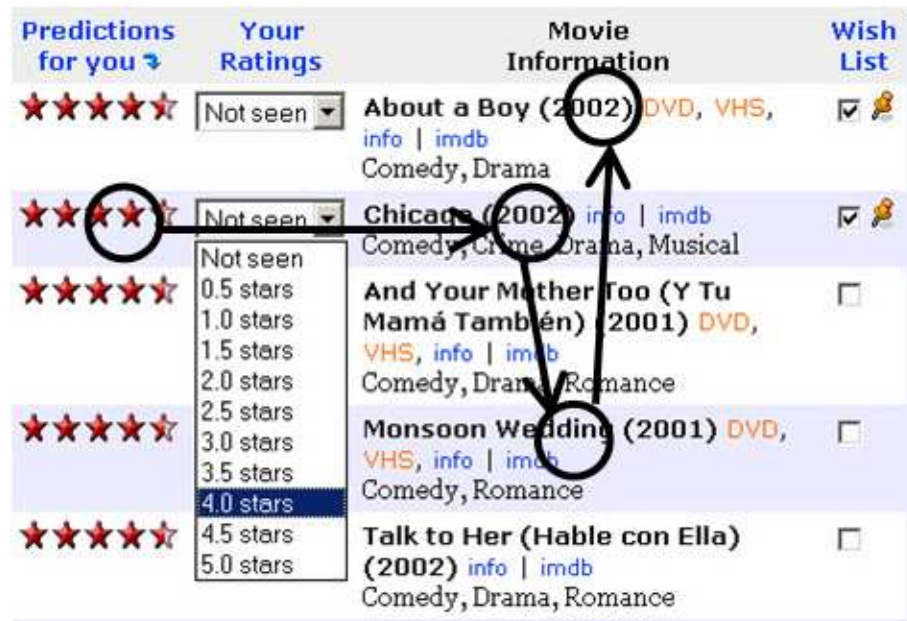 Predictions for you
Your Ratings
Movie Information
Wish List
Not seen
About a Boy (2002) DVD, VHS,
info | imdb
Comedy, Drama
Not seen
Chicago (2002) info | imdb
Comedy, Crime, Drama, Musical
Not seen
0.5 stars
1.0 stars
1.5 stars
2.0 stars
2.5 stars
3.0 stars
3.5 stars
4.0 stars
4.5 stars
5.0 stars
And Your Mother Too (Y Tu
Mamá También) (2001) DVD,
VHS, info | imdb
Comedy, Drama, Romance
Monsoon Wedding (2001) DVD,
VHS, info | imdb
Comedy, Romance
Talk to Her (Hable con Ella)
(2002) info | imdb
Comedy, Drama, Romance